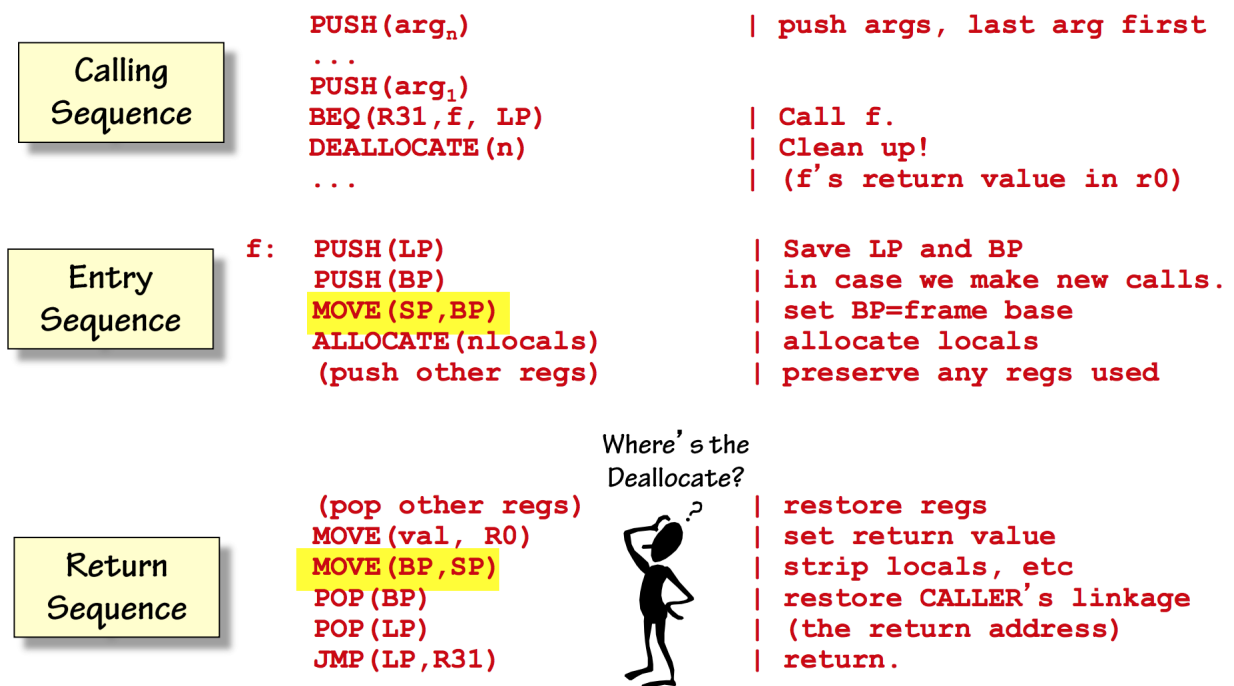 Calling
Sequence
PUSH(argₙ) | push args, last arg first
...
PUSH(arg₁)
BEQ(R31,f, LP) | Call f.
DEALLOCATE(n) | Clean up!
... | (f's return value in r0)
Entry
Sequence
f: PUSH(LP) | Save LP and BP
PUSH(BP) | in case we make new calls.
MOVE(SP,BP) | set BP=frame base
ALLOCATE(nlocals) | allocate locals
(push other regs) | preserve any regs used
Where's the
Deallocate?
?
Return
Sequence
(pop other regs) | restore regs
MOVE(val, R0) | set return value
MOVE(BP,SP) | strip locals, etc
POP(BP) | restore CALLER's linkage
POP(LP) | (the return address)
JMP(LP,R31) | return.